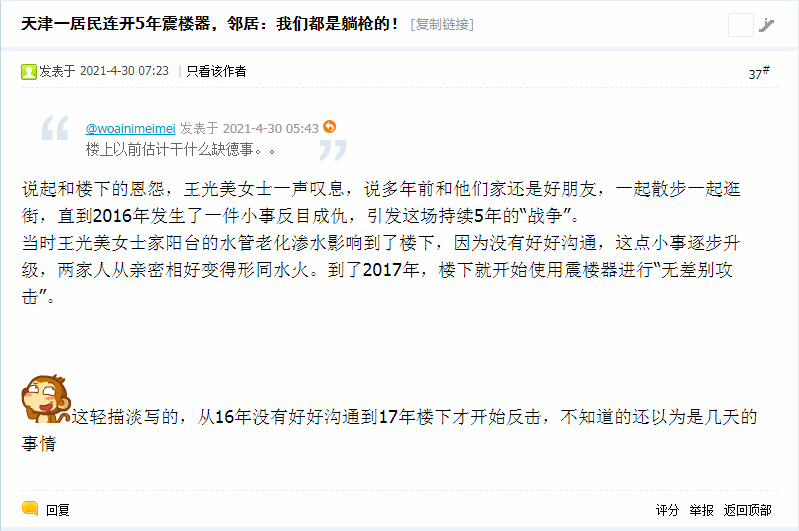 天津一居民连开5年震楼器，邻居：我们都是躺枪的！ [复制链接]
发表于 2021-4-30 07:23 | 只看该作者
37#
@woainimeimei 发表于 2021-4-30 05:43
楼上以前估计干什么缺德事。。
说起和楼下的恩怨，王光美女士一声叹息，说多年前和他们家还是好朋友，一起散步一起逛
街，直到2016年发生了一件小事反目成仇，引发这场持续5年的“战争”。
当时王光美女士家阳台的水管老化渗水影响到了楼下，因为没有好好沟通，这点小事逐步升
级，两家人从亲密相好变得形同水火。到了2017年，楼下就开始使用震楼器进行“无差别攻
击”。
这轻描淡写的，从16年没有好好沟通到17年楼下才开始反击，不知道的还以为是几天的
事情
回复
评分 举报 返回顶部